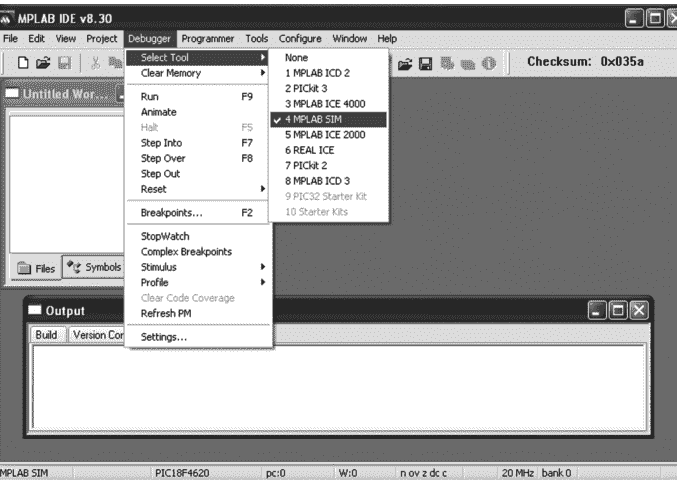 MPLAB IDE v8.30
File Edit View Project Debugger Programmer Tools Configure Window Help
Checksum: 0x035a
Untitled Wor...
Select Tool
Clear Memory
Run F9
Animate
Halt F5
Step Into F7
Step Over F8
Step Out
Reset
Breakpoints... F2
StopWatch
Complex Breakpoints
Stimulus
Profile
Clear Code Coverage
Refresh PM
Settings...
None
1 MPLAB ICD 2
2 PICkit 3
3 MPLAB ICE 4000
4 MPLAB SIM
5 MPLAB ICE 2000
6 REAL ICE
7 PICkit 2
8 MPLAB ICD 3
9 PIC32 Starter Kit
10 Starter Kits
Files Symbols
Output
Build Version Con
MPLAB SIM PIC18F4620 pc:0 W:0 n ov z dc c 20 MHz bank 0